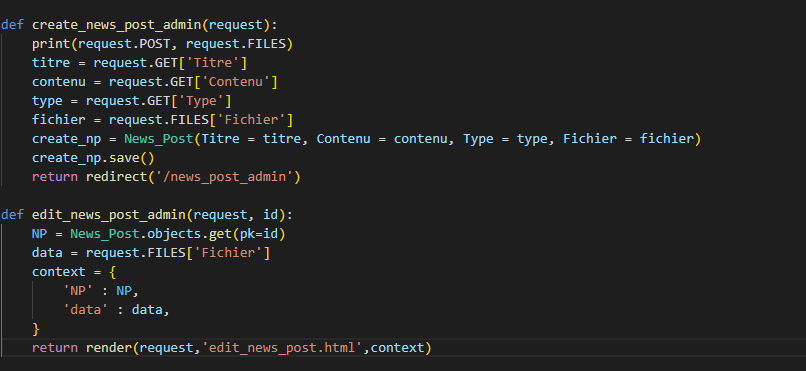 def create_news_post_admin(request):
    print(request.POST, request.FILES)
    titre = request.GET['Titre']
    contenu = request.GET['Contenu']
    type = request.GET['Type']
    fichier = request.FILES['Fichier']
    create_np = News_Post(Titre = titre, Contenu = contenu, Type = type, Fichier = fichier)
    create_np.save()
    return redirect('/news_post_admin')
def edit_news_post_admin(request, id):
    NP = News_Post.objects.get(pk=id)
    data = request.FILES['Fichier']
    context = {
        'NP' : NP,
        'data' : data,
    }
    return render(request,'edit_news_post.html',context)